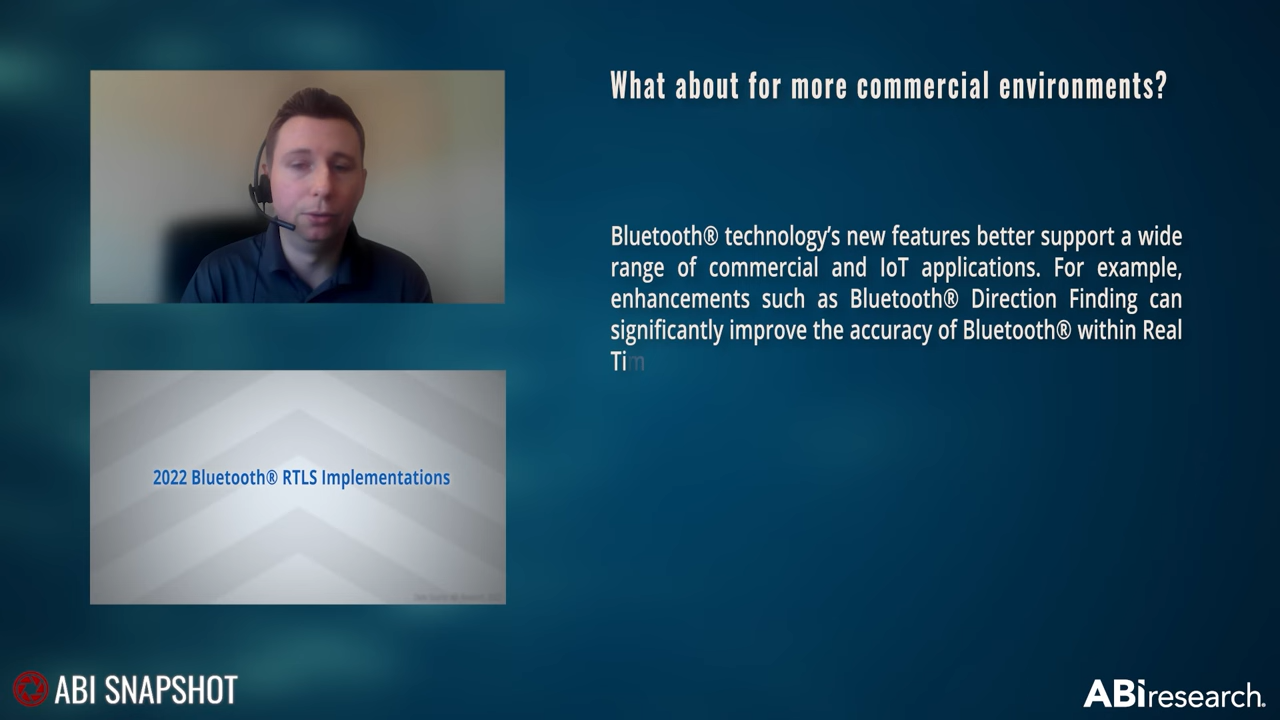 What about for more commercial environments?
Bluetooth® technology’s new features better support a wide
range of commercial and IoT applications. For example,
enhancements such as Bluetooth® Direction Finding can
significantly improve the accuracy of Bluetooth® within Real
Tim
2022 Bluetooth® RTLS Implementations
ABI SNAPSHOT
ABIresearch.